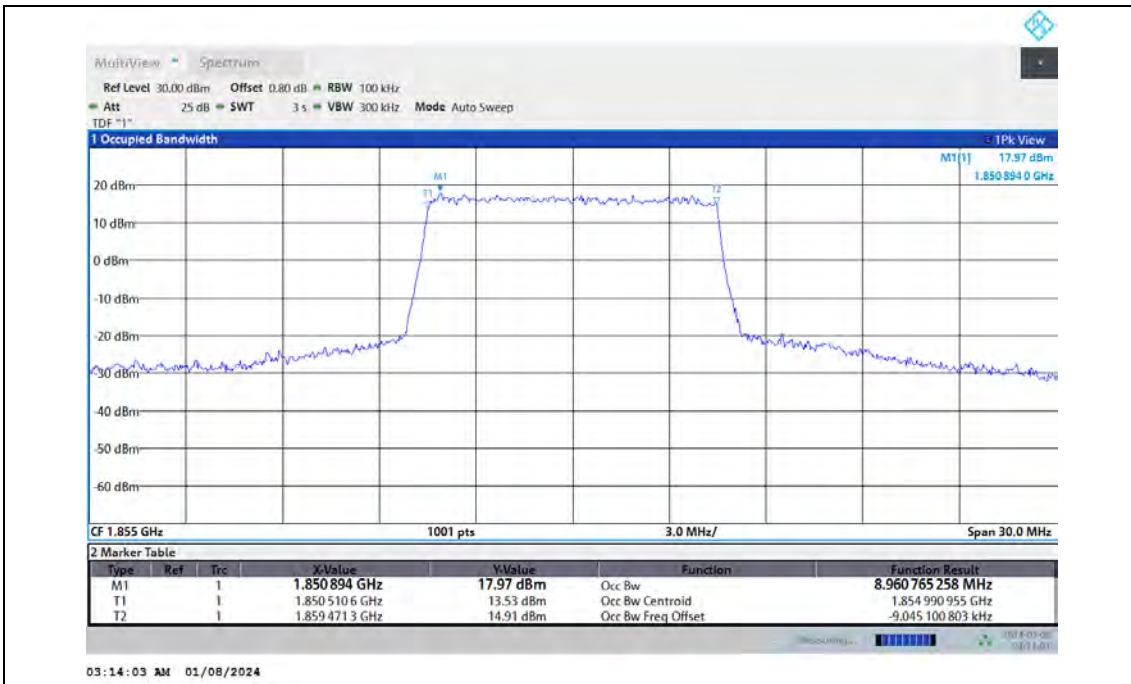 MultiView Spectrum
Ref Level 30.00 dBm Offset 0.80 dB RBW 100 kHz
Att 25 dB SWT 3 s VBW 300 kHz Mode Auto Sweep
TDF "1"
1 Occupied Bandwidth 1Pk View
M1[1] 17.97 dBm
1.850 894 0 GHz
M1
T1
T2
20 dBm
10 dBm
0 dBm
-10 dBm
-20 dBm
-30 dBm
-40 dBm
-50 dBm
-60 dBm
CF 1.855 GHz 1001 pts 3.0 MHz/ Span 30.0 MHz
2 Marker Table
Type Ref Trc X-Value Y-Value Function Function Result
M1 1 1.850 894 GHz 17.97 dBm Occ Bw 8.960 765 258 MHz
T1 1 1.850 510 6 GHz 13.53 dBm Occ Bw Centroid 1.854 990 955 GHz
T2 1 1.859 471 3 GHz 14.91 dBm Occ Bw Freq Offset -9.045 100 803 kHz
Measuring...
03:14:03 AM 01/08/2024